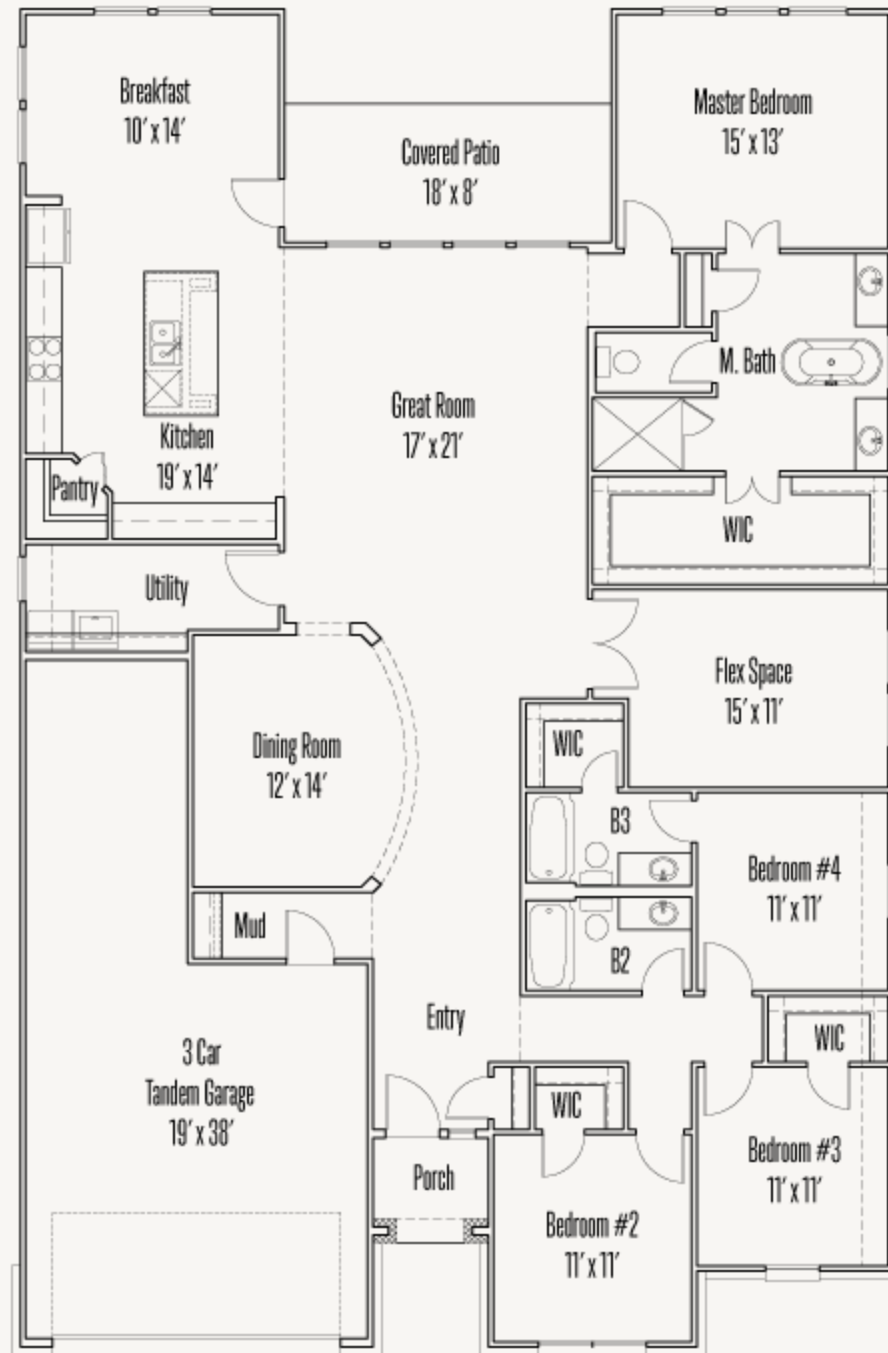 Breakfast
10′ x 14′
Covered Patio
18′ x 8′
Master Bedroom
15′ x 13′
M. Bath
Great Room
17′ x 21′
Kitchen
19′ x 14′
Pantry
WIC
Utility
Flex Space
15′ x 11′
Dining Room
12′ x 14′
WIC
B3
Bedroom #4
11′ x 11′
Mud
B2
Entry
WIC
3 Car
Tandem Garage
19′ x 38′
WIC
Porch
Bedroom #3
11′ x 11′
Bedroom #2
11′ x 11′